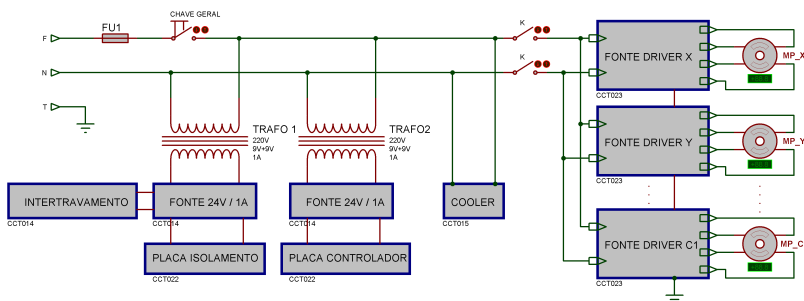 CHAVE GERAL
FU1
F
N
T
K
K
FONTE DRIVER X
CCT023
MP_X
TRAFO 1
220V
9V+9V
1A
TRAFO2
220V
9V+9V
1A
FONTE DRIVER Y
CCT023
MP_Y
INTERTRAVAMENTO
CCT014
FONTE 24V / 1A
CCT014
FONTE 24V / 1A
CCT014
COOLER
CCT015
PLACA ISOLAMENTO
CCT022
PLACA CONTROLADOR
CCT022
FONTE DRIVER C1
CCT023
MP_C